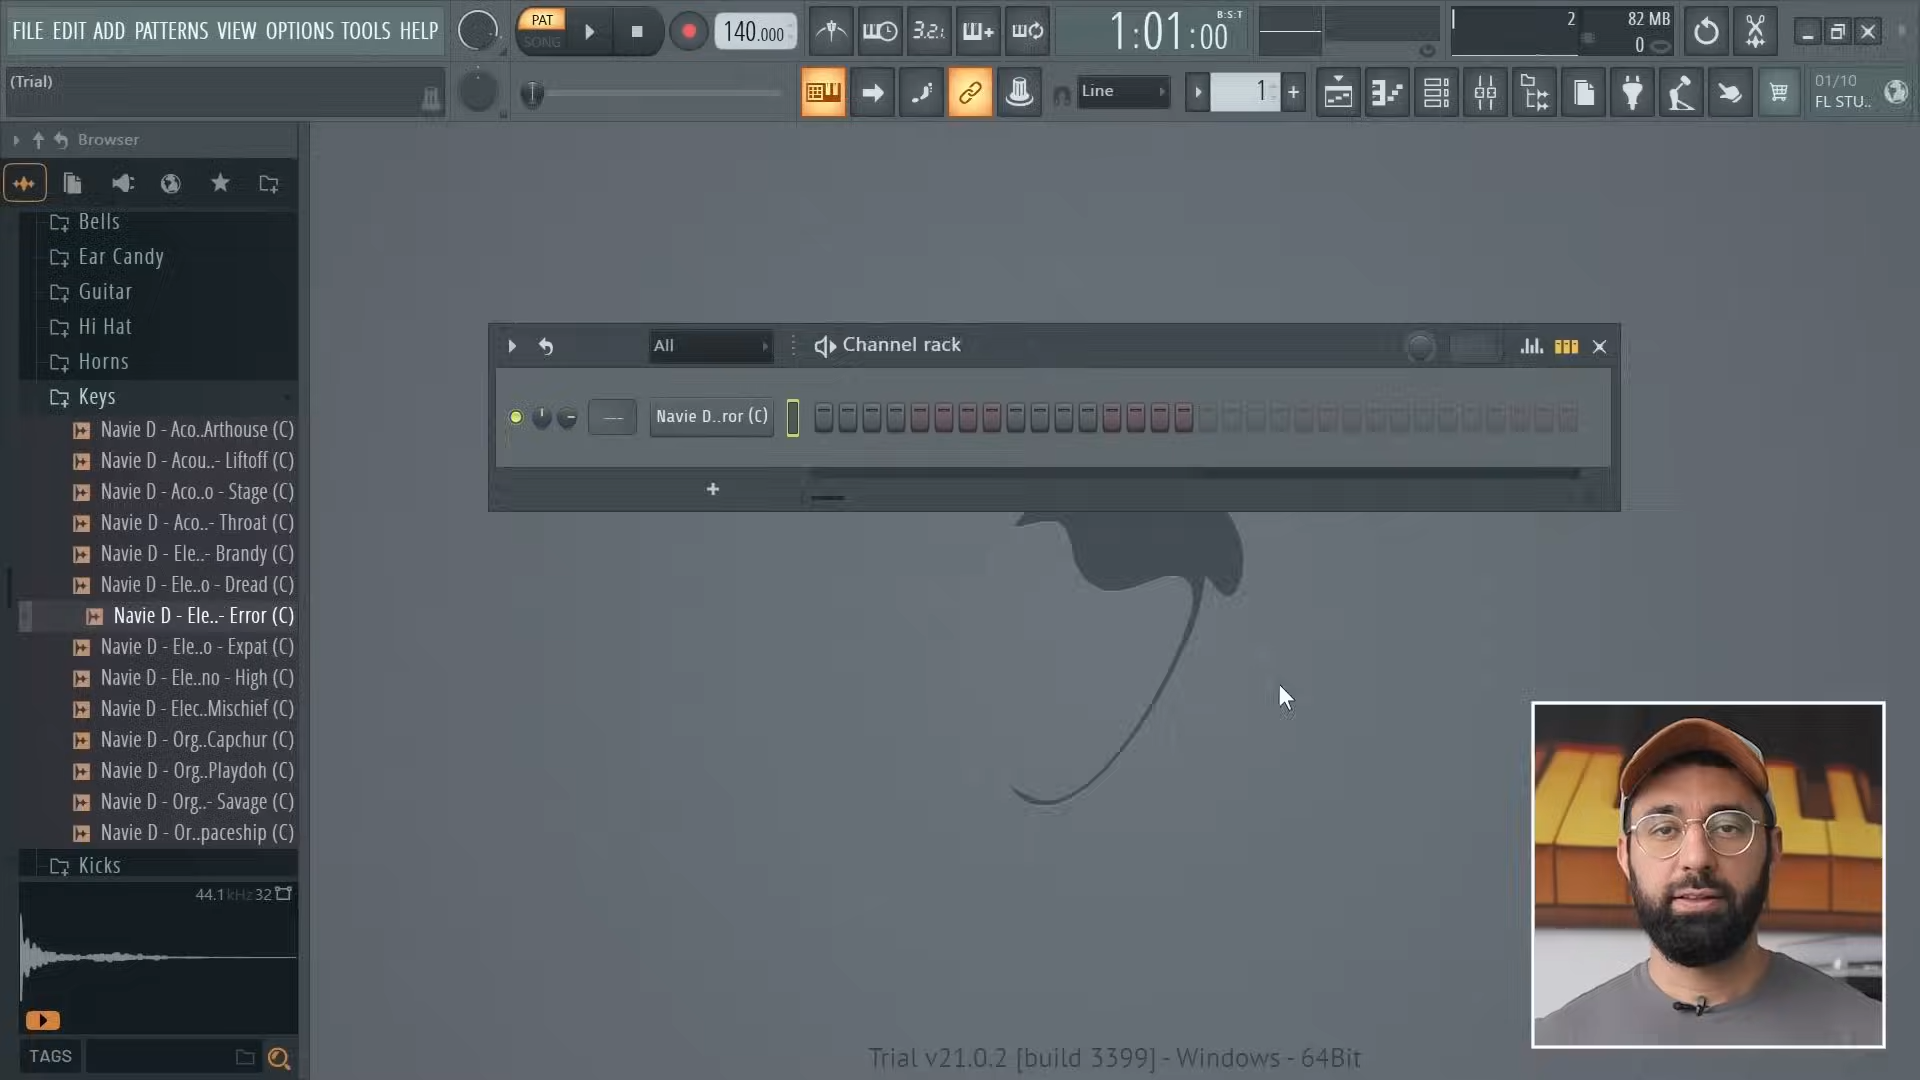 FILE EDIT ADD PATTERNS VIEW OPTIONS TOOLS HELP
PAT
SONG
140.000
3.2.
1:01:00
B:S:T
2
82 MB
0
(Trial)
Line
1
01/10
FL STU..
Browser
Bells
Ear Candy
Guitar
Hi Hat
Horns
Keys
Navie D - Aco..Arthouse (C)
Navie D - Acou..- Liftoff (C)
Navie D - Aco..o - Stage (C)
Navie D - Aco..- Throat (C)
Navie D - Ele..- Brandy (C)
Navie D - Ele..o - Dread (C)
Navie D - Ele..- Error (C)
Navie D - Ele..o - Expat (C)
Navie D - Ele..no - High (C)
Navie D - Elec..Mischief (C)
Navie D - Org..Capchur (C)
Navie D - Org..Playdoh (C)
Navie D - Org..- Savage (C)
Navie D - Or..paceship (C)
Kicks
44.1kHz 32
TAGS
All
Channel rack
Navie D..ror (C)
Trial v21.0.2 [build 3399] - Windows - 64Bit